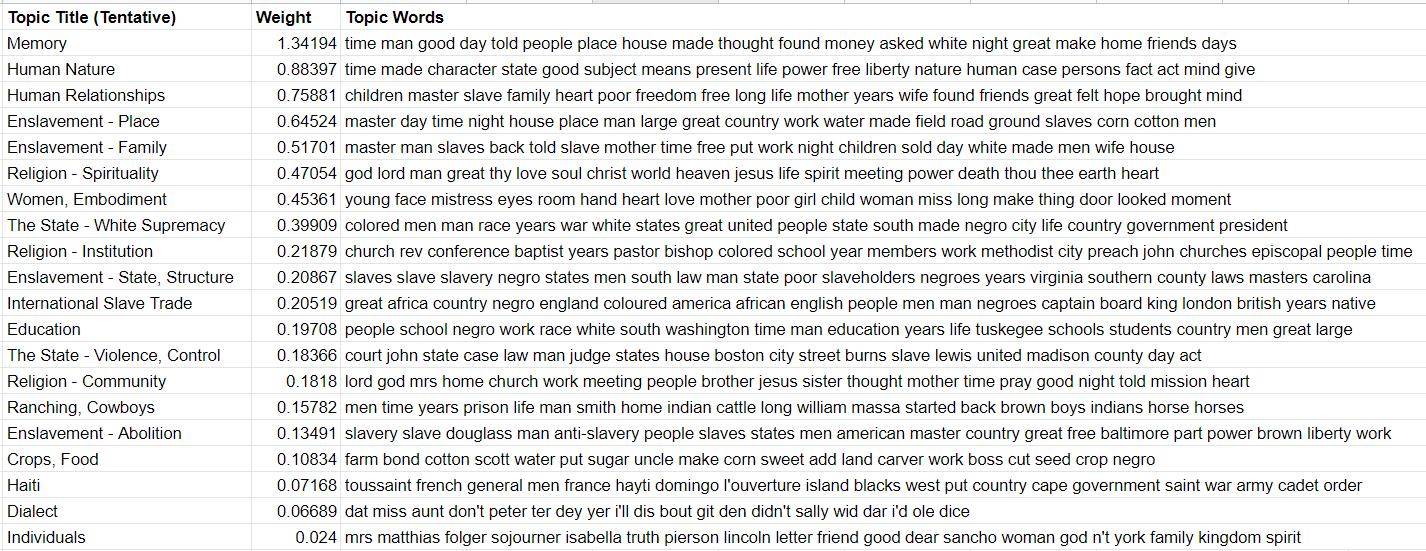 Topic Title (Tentative) Weight Topic Words
Memory 1.34194 time man good day told people place house made thought found money asked white night great make home friends days
Human Nature 0.88397 time made character state good subject means present life power free liberty nature human case persons fact act mind give
Human Relationships 0.75881 children master slave family heart poor freedom free long life mother years wife found friends great felt hope brought mind
Enslavement - Place 0.64524 master day time night house place man large great country work water made field road ground slaves corn cotton men
Enslavement - Family 0.51701 master man slaves back told slave mother time free put work night children sold day white made men wife house
Religion - Spirituality 0.47054 god lord man great thy love soul christ world heaven jesus life spirit meeting power death thou thee earth heart
Women, Embodiment 0.45361 young face mistress eyes room hand heart love mother poor girl child woman miss long make thing door looked moment
The State - White Supremacy 0.39909 colored men man race years war white states great united people state south made negro city life country government president
Religion - Institution 0.21879 church rev conference baptist years pastor bishop colored school year members work methodist city preach john churches episcopal people time
Enslavement - State, Structure 0.20867 slaves slave slavery negro states men south law man state poor slaveholders negroes years virginia southern county laws masters carolina
International Slave Trade 0.20519 great africa country negro england coloured america african english people men man negroes captain board king london british years native
Education 0.19708 people school negro work race white south washington time man education years life tuskegee schools students country men great large
The State - Violence, Control 0.18366 court john state case law man judge states house boston city street burns slave lewis united madison county day act
Religion - Community 0.1818 lord god mrs home church work meeting people brother jesus sister thought mother time pray good night told mission heart
Ranching, Cowboys 0.15782 men time years prison life man smith home indian cattle long william massa started back brown boys indians horse horses
Enslavement - Abolition 0.13491 slavery slave douglass man anti-slavery people slaves states men american master country great free baltimore part power brown liberty work
Crops, Food 0.10834 farm bond cotton scott water put sugar uncle make corn sweet add land carver work boss cut seed crop negro
Haiti 0.07168 toussaint french general men france hayti domingo l'ouverture island blacks west put country cape government saint war army cadet order
Dialect 0.06689 dat miss aunt don't peter ter dey yer i'll dis bout git den didn't sally wid dar i'd ole dice
Individuals 0.024 mrs matthias folger sojourner isabella truth pierson lincoln letter friend good dear sancho woman god n't york family kingdom spirit